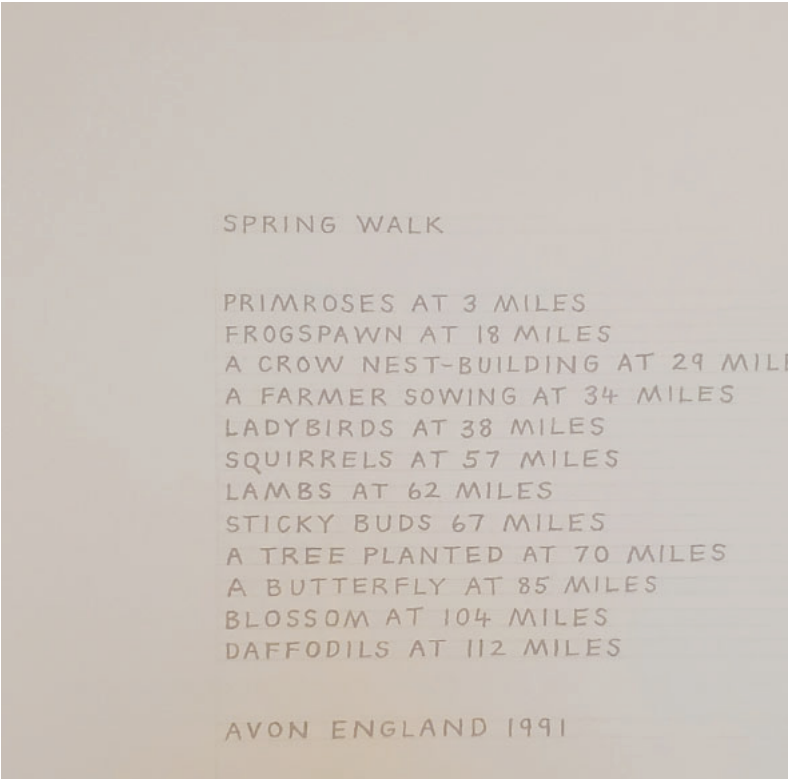 SPRING WALK
PRIMROSES AT 3 MILES
FROGSPAWN AT 18 MILES
A CROW NEST-BUILDING AT 29
A FARMER SOWING AT 34 MILES
LADYBIRDS AT 38 MILES
SQUIRRELS AT 57 MILES
LAMBS AT 62 MILES
STICKY BUDS 67 MILES
A TREE PLANTED AT 70 MILES
A BUTTERFLY AT 85 MILES
BLOSSOM AT 104 MILES
DAFFODILS AT 112 MILES
AVON ENGLAND 1991